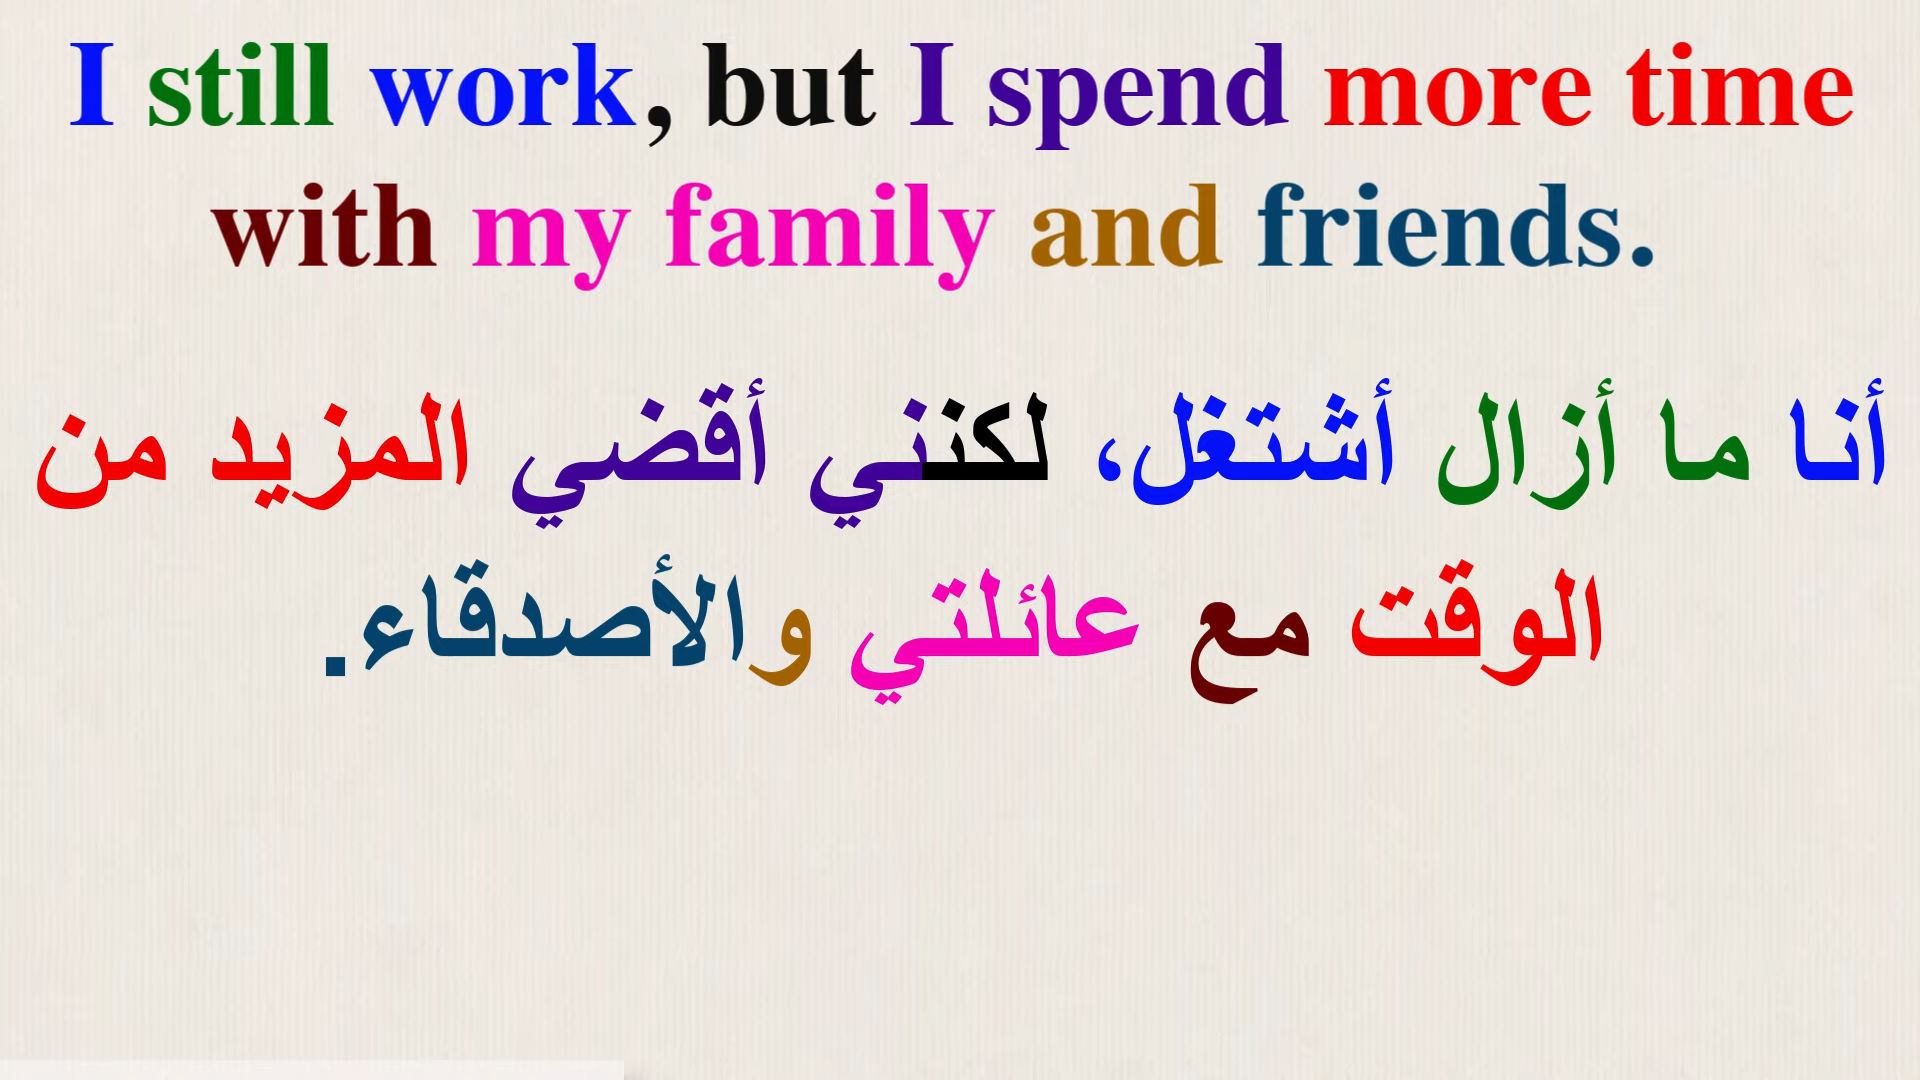 I still work, but I spend more time
with my family and friends.
أنا ما أزال أشتغل، لكنني أقضي المزيد من
الوقت مع عائلتي والأصدقاء.